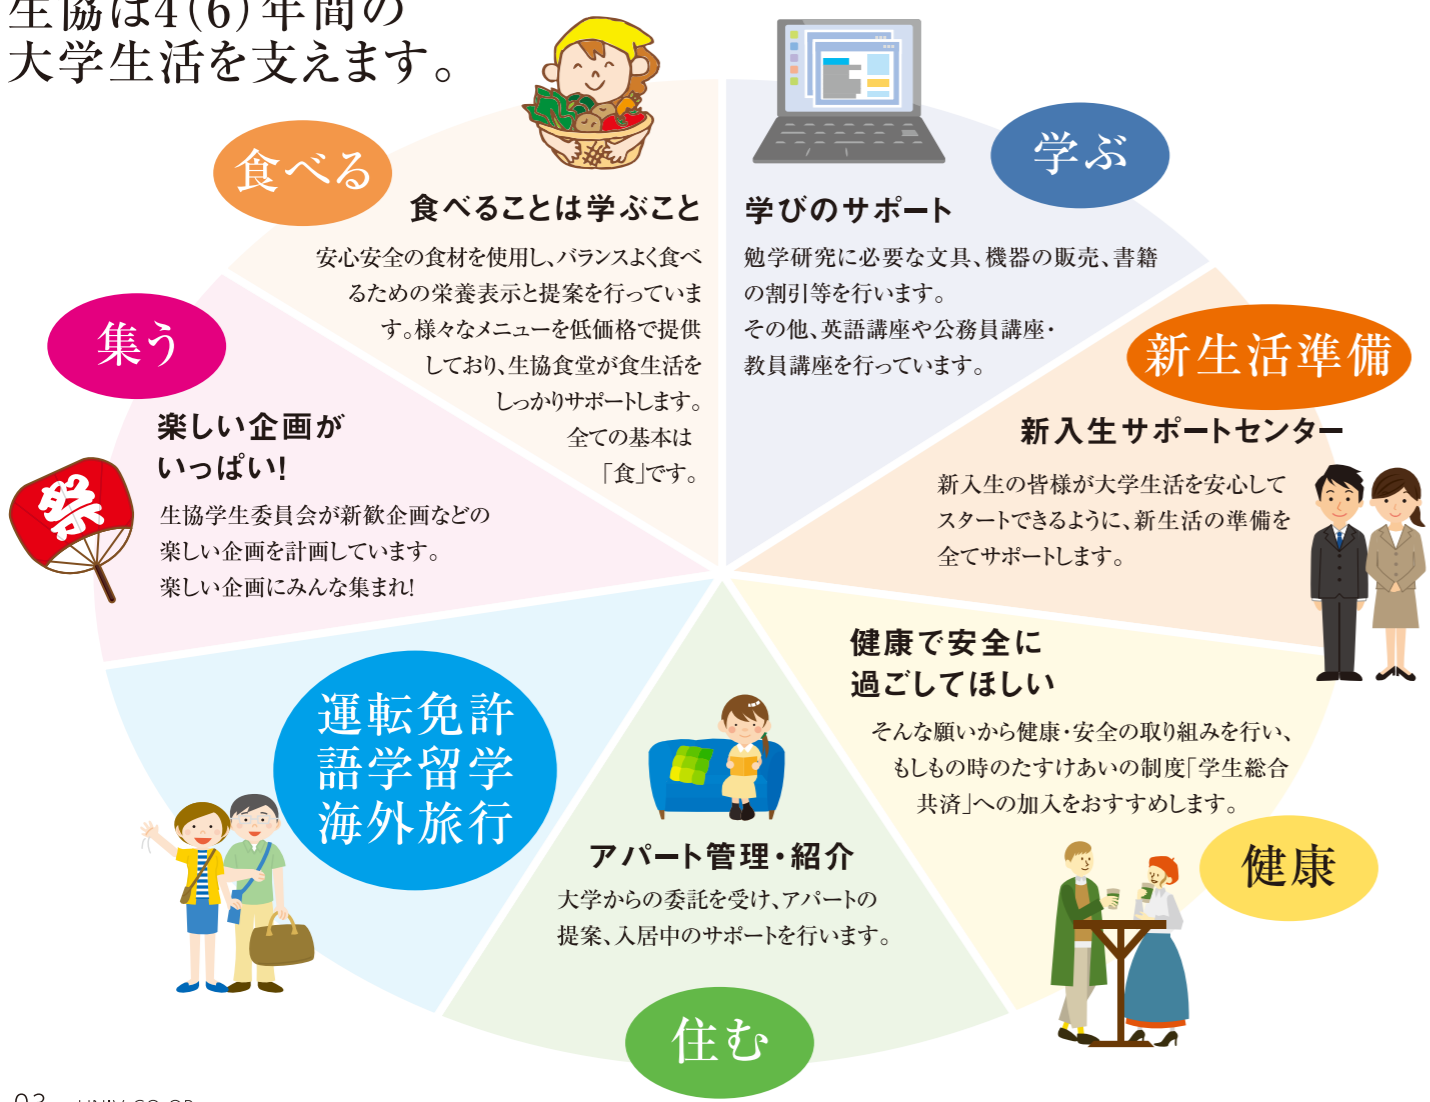 生協は4(6)年間の
大学生活を支えます。
食べる
食べることは学ぶこと
安心安全の食材を使用し、バランスよく食べ
るための栄養表示と提案を行っていま
す。様々なメニューを低価格で提供
しており、生協食堂が食生活を
しっかりサポートします。
全ての基本は
「食」です。
学ぶ
学びのサポート
勉学研究に必要な文具、機器の販売、書籍
の割引等を行います。
その他、英語講座や公務員講座・
教員講座を行っています。
新生活準備
新入生サポートセンター
新入生の皆様が大学生活を安心して
スタートできるように、新生活の準備を
全てサポートします。
集う
楽しい企画が
いっぱい!
祭
生協学生委員会が新歓企画などの
楽しい企画を計画しています。
楽しい企画にみんな集まれ!
健康で安全に
過ごしてほしい
そんな願いから健康・安全の取り組みを行い、
もしもの時のたすけあいの制度「学生総合
共済」への加入をおすすめします。
健康
運転免許
語学留学
海外旅行
アパート管理・紹介
大学からの委託を受け、アパートの
提案、入居中のサポートを行います。
住む